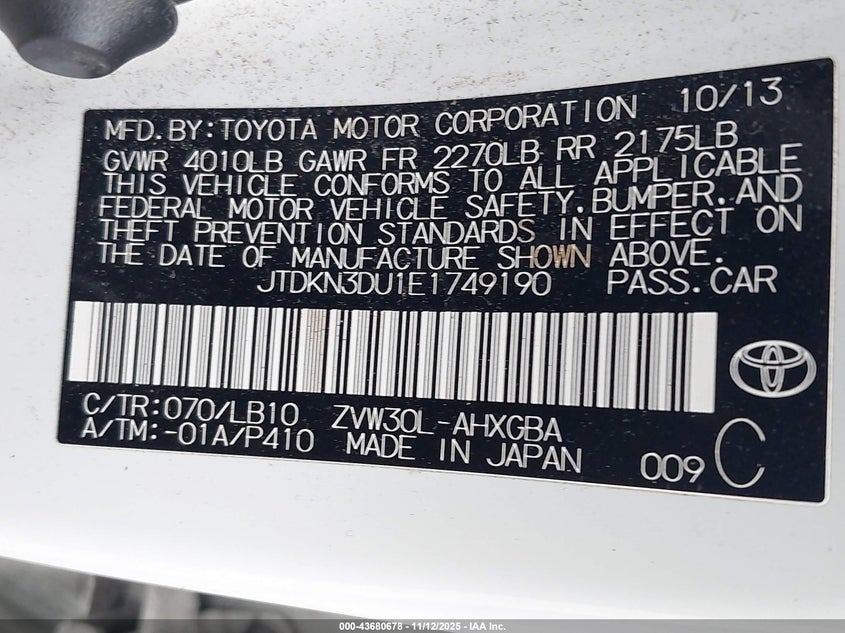 MFD.BY:TOYOTA MOTOR CORPORATION 10/13
GVWR 4010LB GAWR FR 2270LB RR 2175LB
THIS VEHICLE CONFORMS TO ALL APPLICABLE
FEDERAL MOTOR VEHICLE SAFETY.BUMPER.AND
THEFT PREVENTION STANDARDS IN EFFECT ON
THE DATE OF MANUFACTURE SHOWN ABOVE.
JTDKN3DU1E1749190 PASS.CAR
C/TR:070/LB10 ZVW30L-AHXGBA
A/TM:-01A/P410 MADE IN JAPAN 009 C
000-43680678 - 11/12/2025 - IAA Inc.